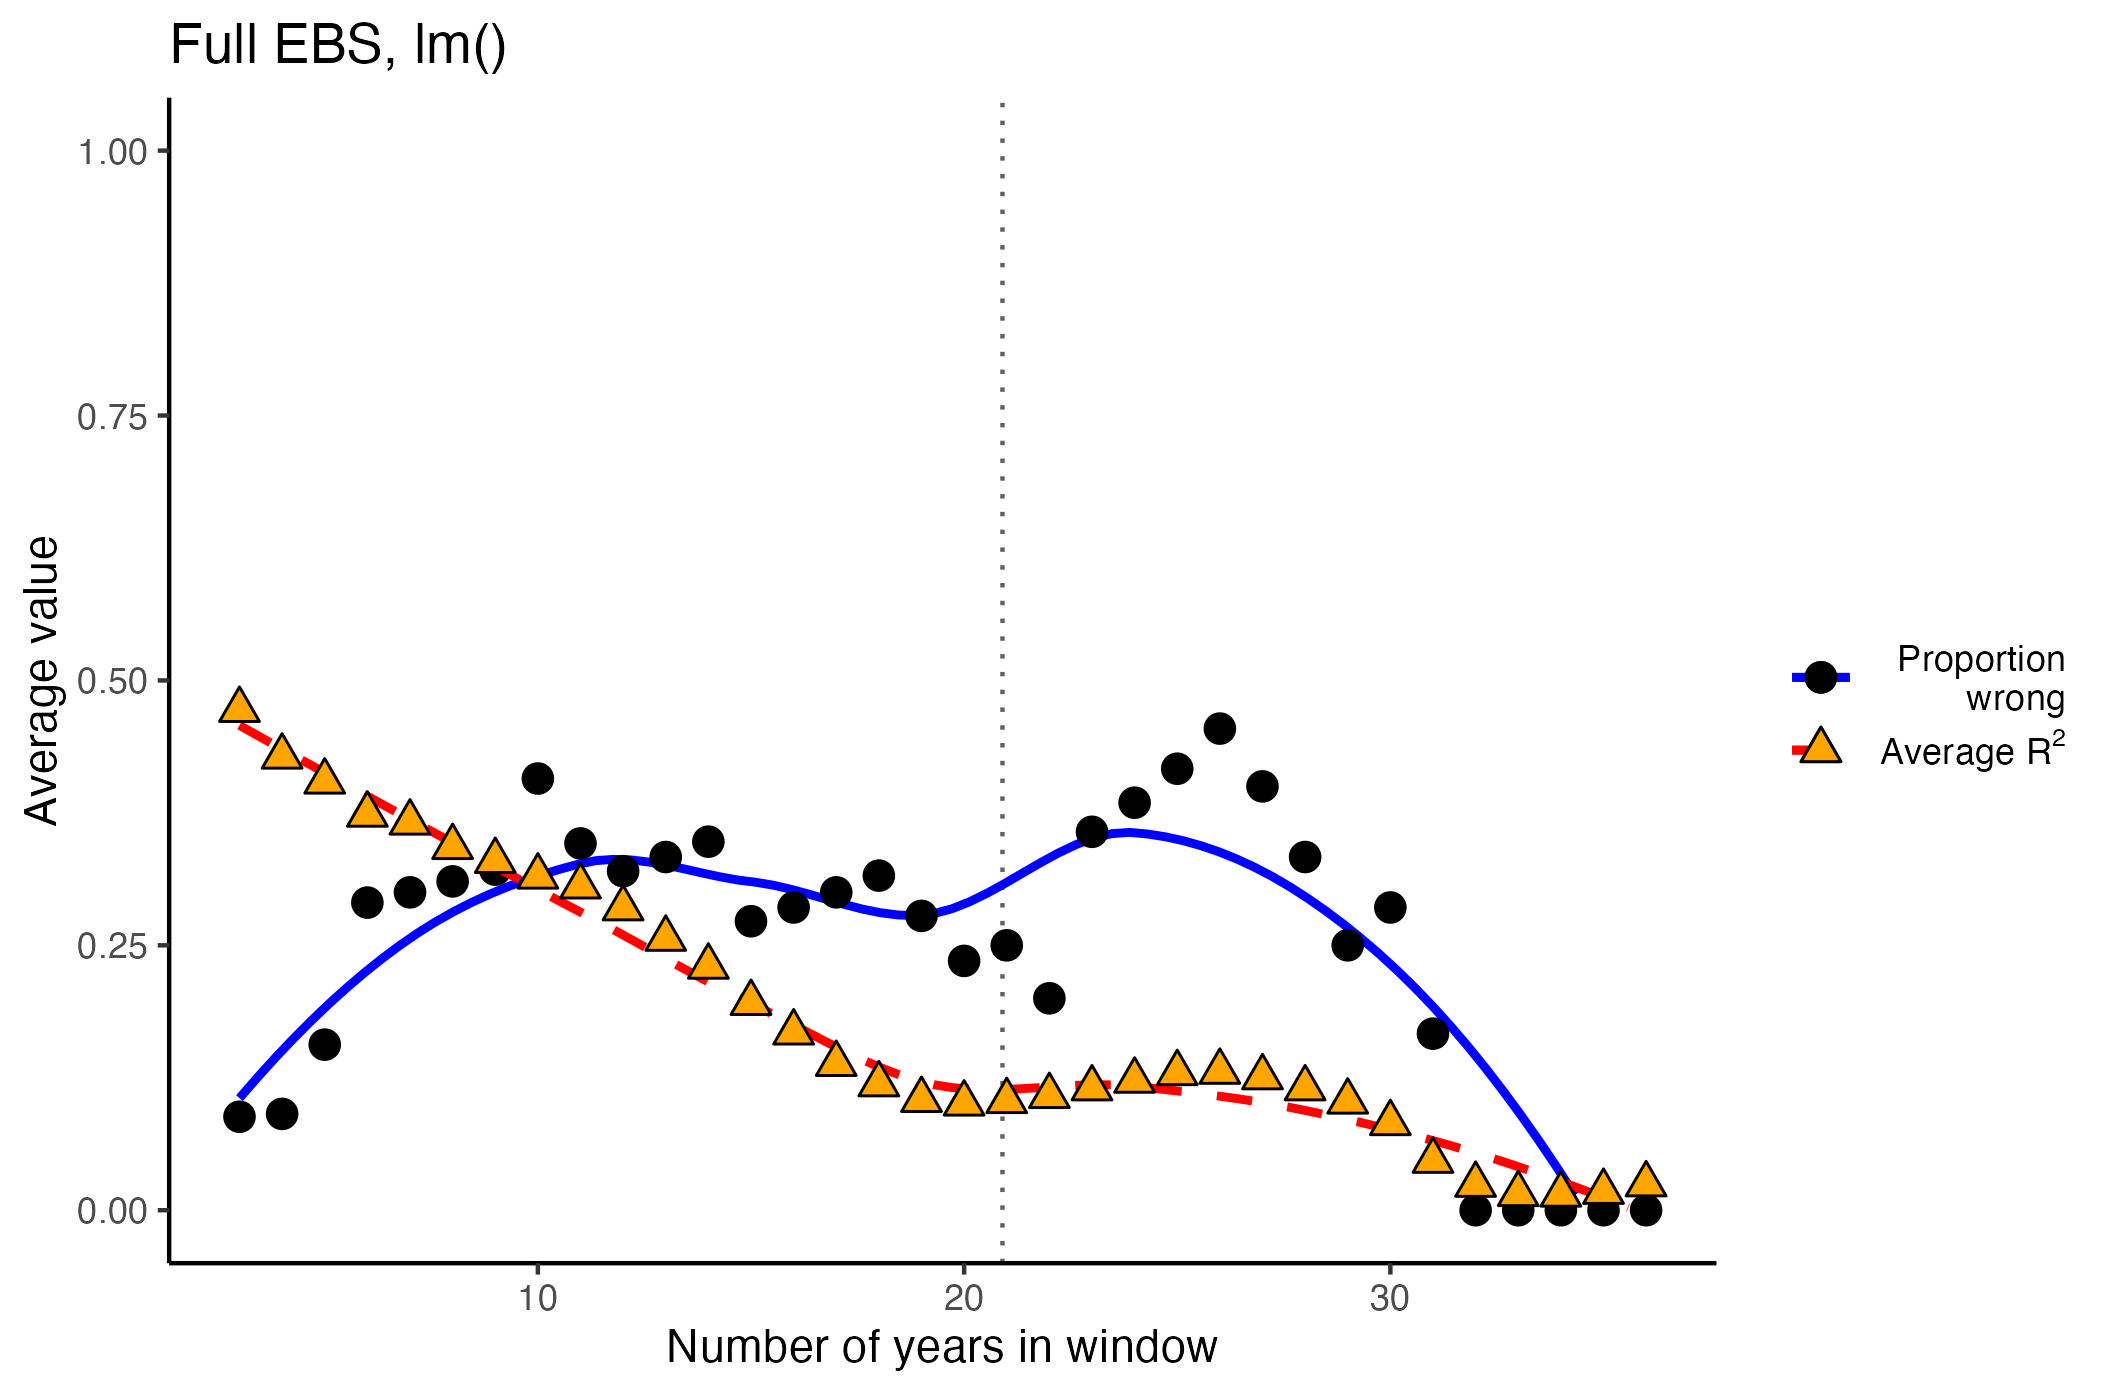 Full EBS, lm()
1.00
0.75
0.50
0.25
0.00
Average value
10
20
30
Number of years in window
Proportion
wrong
Average R²